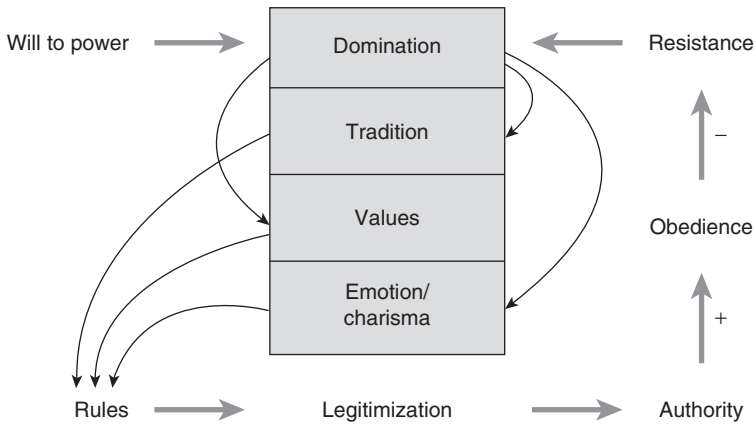 Will to power
Domination
Resistance
Tradition
−
Values
Obedience
Emotion/
charisma
+
Rules
Legitimization
Authority